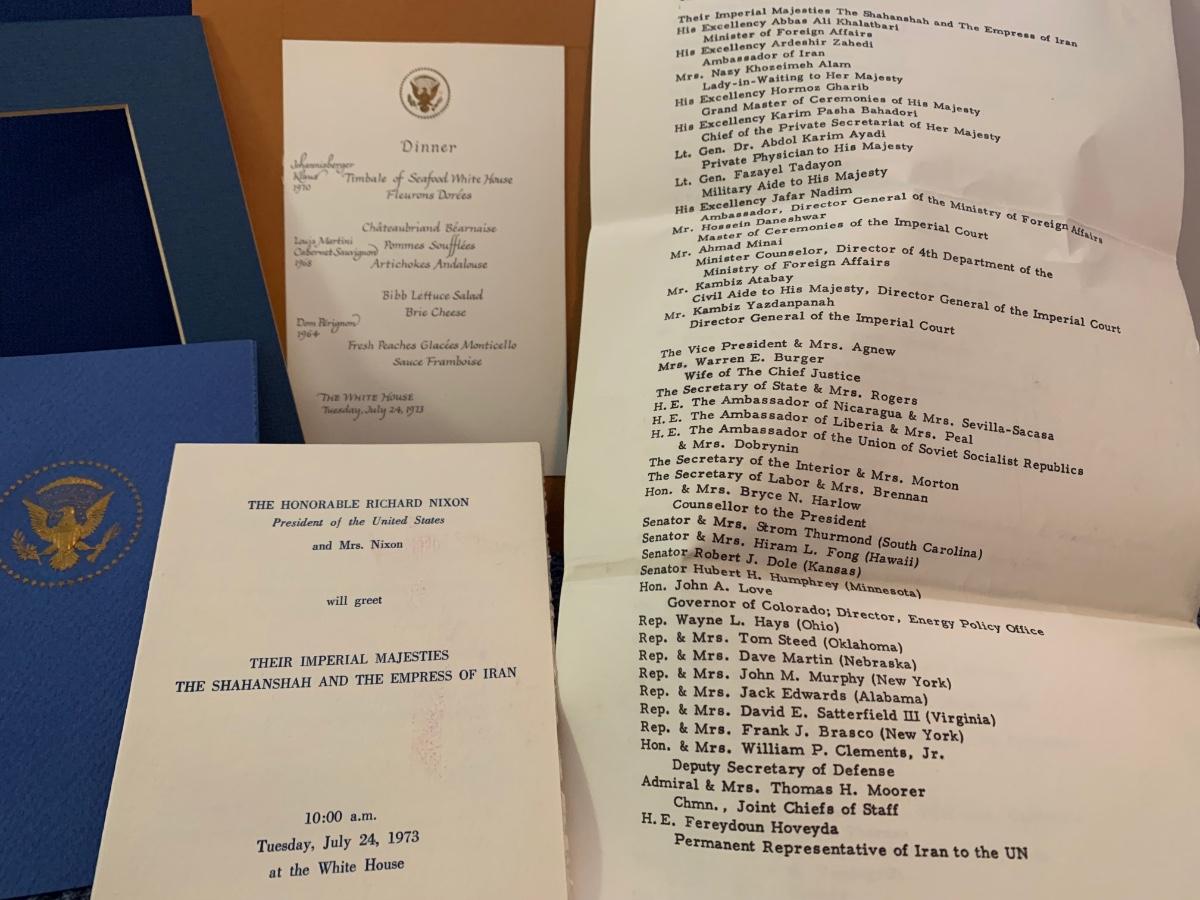 Dinner
Johannisberger
Klaus
1970
Timbale of Seafood White House
Fleurons Dorées
Châteaubriand Béarnaise
Louis Martini
Cabernet Sauvignon
1968
Pommes Soufflées
Artichokes Andalouse
Bibb Lettuce Salad
Brie Cheese
Dom Pérignon
1964
Fresh Peaches Glacées Monticello
Sauce Framboise
THE WHITE HOUSE
Tuesday, July 24, 1973
THE HONORABLE RICHARD NIXON
President of the United States
and Mrs. Nixon
will greet
THEIR IMPERIAL MAJESTIES
THE SHAHANSHAH AND THE EMPRESS OF IRAN
10:00 a.m.
Tuesday, July 24, 1973
at the White House
Their Imperial Majesties The Shahanshah and The Empress of Iran
His Excellency Abbas Ali Khalatbari
Minister of Foreign Affairs
His Excellency Ardeshir Zahedi
Ambassador of Iran
Mrs. Nazy Khozeimeh Alam
Lady-in-Waiting to Her Majesty
His Excellency Hormoz Gharib
Grand Master of Ceremonies of His Majesty
His Excellency Karim Pasha Bahadori
Chief of the Private Secretariat of Her Majesty
Lt. Gen. Dr. Abdol Karim Ayadi
Private Physician to His Majesty
Lt. Gen. Fazayel Tadayon
Military Aide to His Majesty
His Excellency Jafar Nadim
Ambassador, Director General of the Ministry of Foreign Affairs
Mr. Hossein Daneshwar
Master of Ceremonies of the Imperial Court
Mr. Ahmad Minai
Minister Counselor, Director of 4th Department of the
Ministry of Foreign Affairs
Mr. Kambiz Atabay
Civil Aide to His Majesty, Director General of the Imperial Court
Mr. Kambiz Yazdanpanah
Director General of the Imperial Court
The Vice President & Mrs. Agnew
Mrs. Warren E. Burger
Wife of The Chief Justice
The Secretary of State & Mrs. Rogers
H. E. The Ambassador of Nicaragua & Mrs. Sevilla-Sacasa
H. E. The Ambassador of Liberia & Mrs. Peal
H. E. The Ambassador of the Union of Soviet Socialist Republics
& Mrs. Dobrynin
The Secretary of the Interior & Mrs. Morton
The Secretary of Labor & Mrs. Brennan
Hon. & Mrs. Bryce N. Harlow
Counsellor to the President
Senator & Mrs. Strom Thurmond (South Carolina)
Senator & Mrs. Hiram L. Fong (Hawaii)
Senator Robert J. Dole (Kansas)
Senator Hubert H. Humphrey (Minnesota)
Hon. John A. Love
Governor of Colorado; Director, Energy Policy Office
Rep. Wayne L. Hays (Ohio)
Rep. & Mrs. Tom Steed (Oklahoma)
Rep. & Mrs. Dave Martin (Nebraska)
Rep. & Mrs. John M. Murphy (New York)
Rep. & Mrs. Jack Edwards (Alabama)
Rep. & Mrs. David E. Satterfield III (Virginia)
Rep. & Mrs. Frank J. Brasco (New York)
Hon. & Mrs. William P. Clements, Jr.
Deputy Secretary of Defense
Admiral & Mrs. Thomas H. Moorer
Chmn., Joint Chiefs of Staff
H. E. Fereydoun Hoveyda
Permanent Representative of Iran to the UN